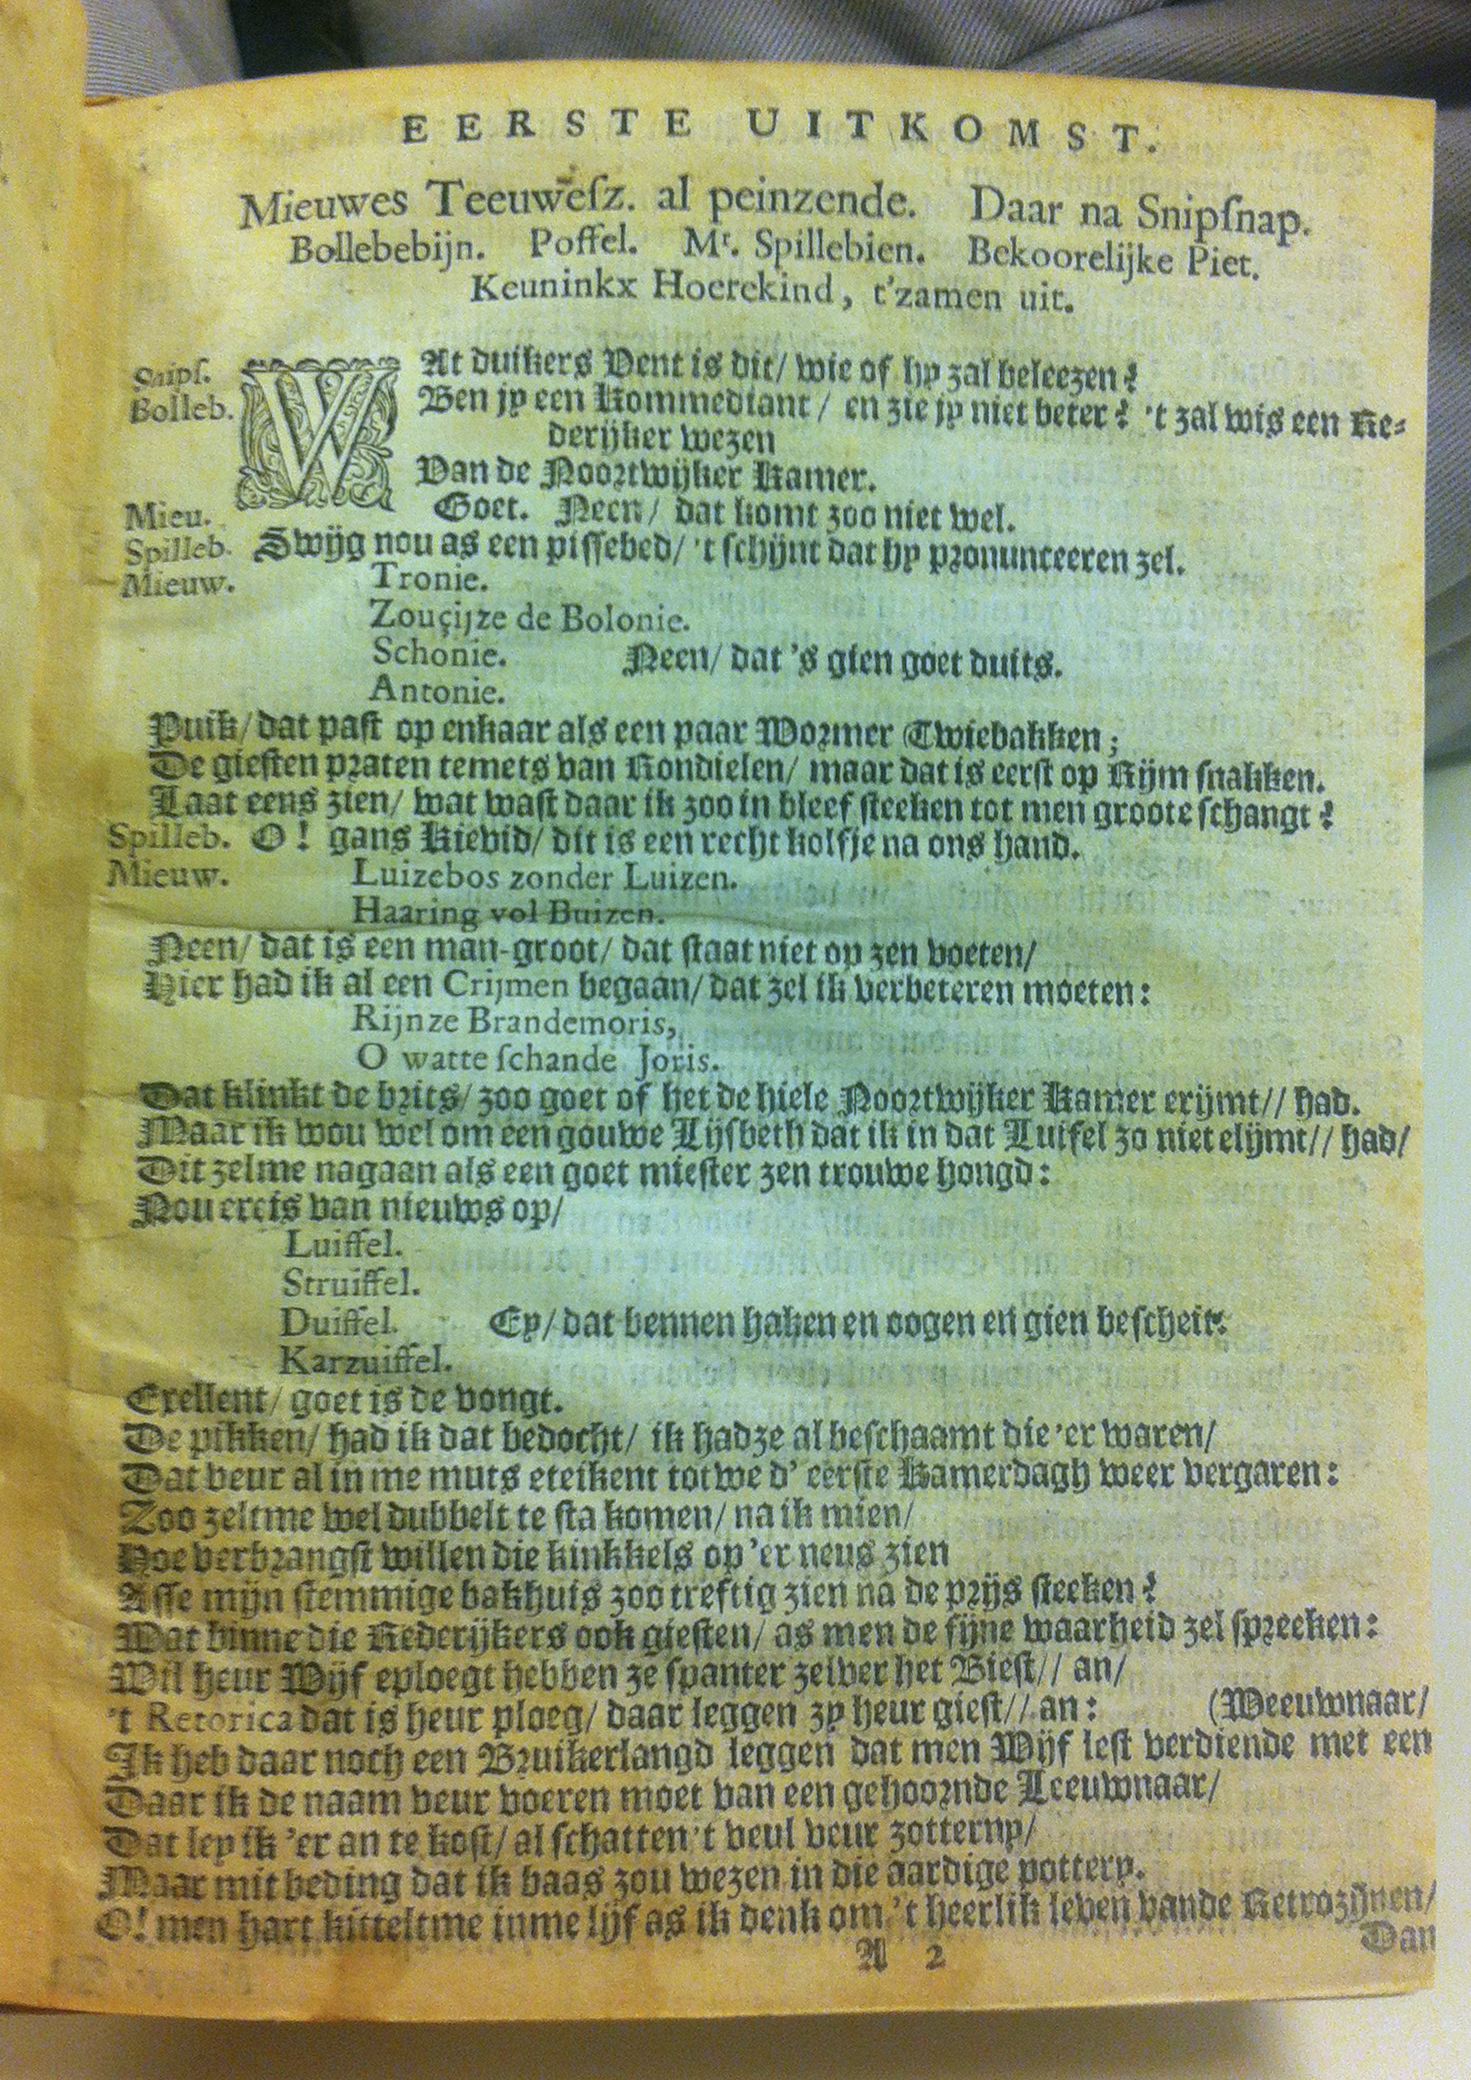 EERSTE UITKOMST.
Mieuwes Teeuwesz. al peinzende. Daar na Snipsnap.
Bollebebijn. Poffel. Mr. Spillebien. Bekoorelijke Piet.
Keuninkx Hoerekind, t'zamen uit.
Snips. WAt duikers Vent is dit/ wie of hy zal beleezen?
Bolleb. Ben jy een Kommediant/ en zie jy niet beter? 't zal wis een Re-
derijker wezen
Van de Noortwijker Kamer.
Mieu. Goet. Neen/ dat komt zoo niet wel.
Spilleb. Swijg nou as een pissebed/ 't schijnt dat hy pronunceeren zel.
Mieuw. Tronie.
Zouçijze de Bolonie.
Schonie. Neen/ dat 's gien goet duits.
Antonie.
Puik/ dat past op enkaar als een paar Wormer Twiebakken;
De giesten praten temets van Rondielen/ maar dat is eerst op Rijm snakken.
Laat eens zien/ wat wast daar ik zoo in bleef steeken tot men groote schangt?
Spilleb. O! gans Kievid/ dit is een recht kolfje na ons hand.
Mieuw. Luizebos zonder Luizen.
Haaring vol Buizen.
Neen/ dat is een man-groot/ dat staat niet op zen voeten/
Hier had ik al een Crijmen begaan/ dat zel ik verbeteren moeten:
Rijnze Brandemoris,
O watte schande Joris.
Dat klinkt de brits/ zoo goet of het de hiele Noortwijker Kamer erijmt// had.
Maar ik wou wel om een gouwe Lijsbeth dat ik in dat Luifel zo niet elijmt// had/
Dit zelme nagaan als een goet miester zen trouwe hongd:
Nou ereis van nieuws op/
Luiffel.
Struiffel.
Duiffel. Ey/ dat bennen haken en oogen en gien bescheit.
Karzuiffel.
Exellent/ goet is de vongt.
De pikken/ had ik dat bedocht/ ik hadze al beschaamt die 'er waren/
Dat veur al in me muts eteikent totwe d' eerste Kamerdagh weer vergaren:
Zoo zeltme wel dubbelt te sta komen/ na ik mien/
Hoe verbrangst willen die kinkkels op 'er neus zien
Asse mijn stemmige bakhuis zoo treftig zien na de prijs steeken?
Wat binne die Rederijkers ook giesten/ as men de fijne waarheid zel spreeken:
Wil heur Wijf eploegt hebben ze spanter zelver het Biest// an/
't Retorica dat is heur ploeg/ daar leggen zy heur giest// an: (Meeuwnaar/
Ik heb daar noch een Bruikerlangd leggen dat men Wijf lest verdiende met een
Daar ik de naam veur voeren moet van een gehoornde Leeuwnaar/
Dat ley ik 'er an te kost/ al schatten 't veul veur zotterny/
Maar mit beding dat ik baas zou wezen in die aardige pottery.
O! men hart kitteltme inme lijf as ik denk om 't heerlik leven vande Retrozijnen/
A 2 Dan